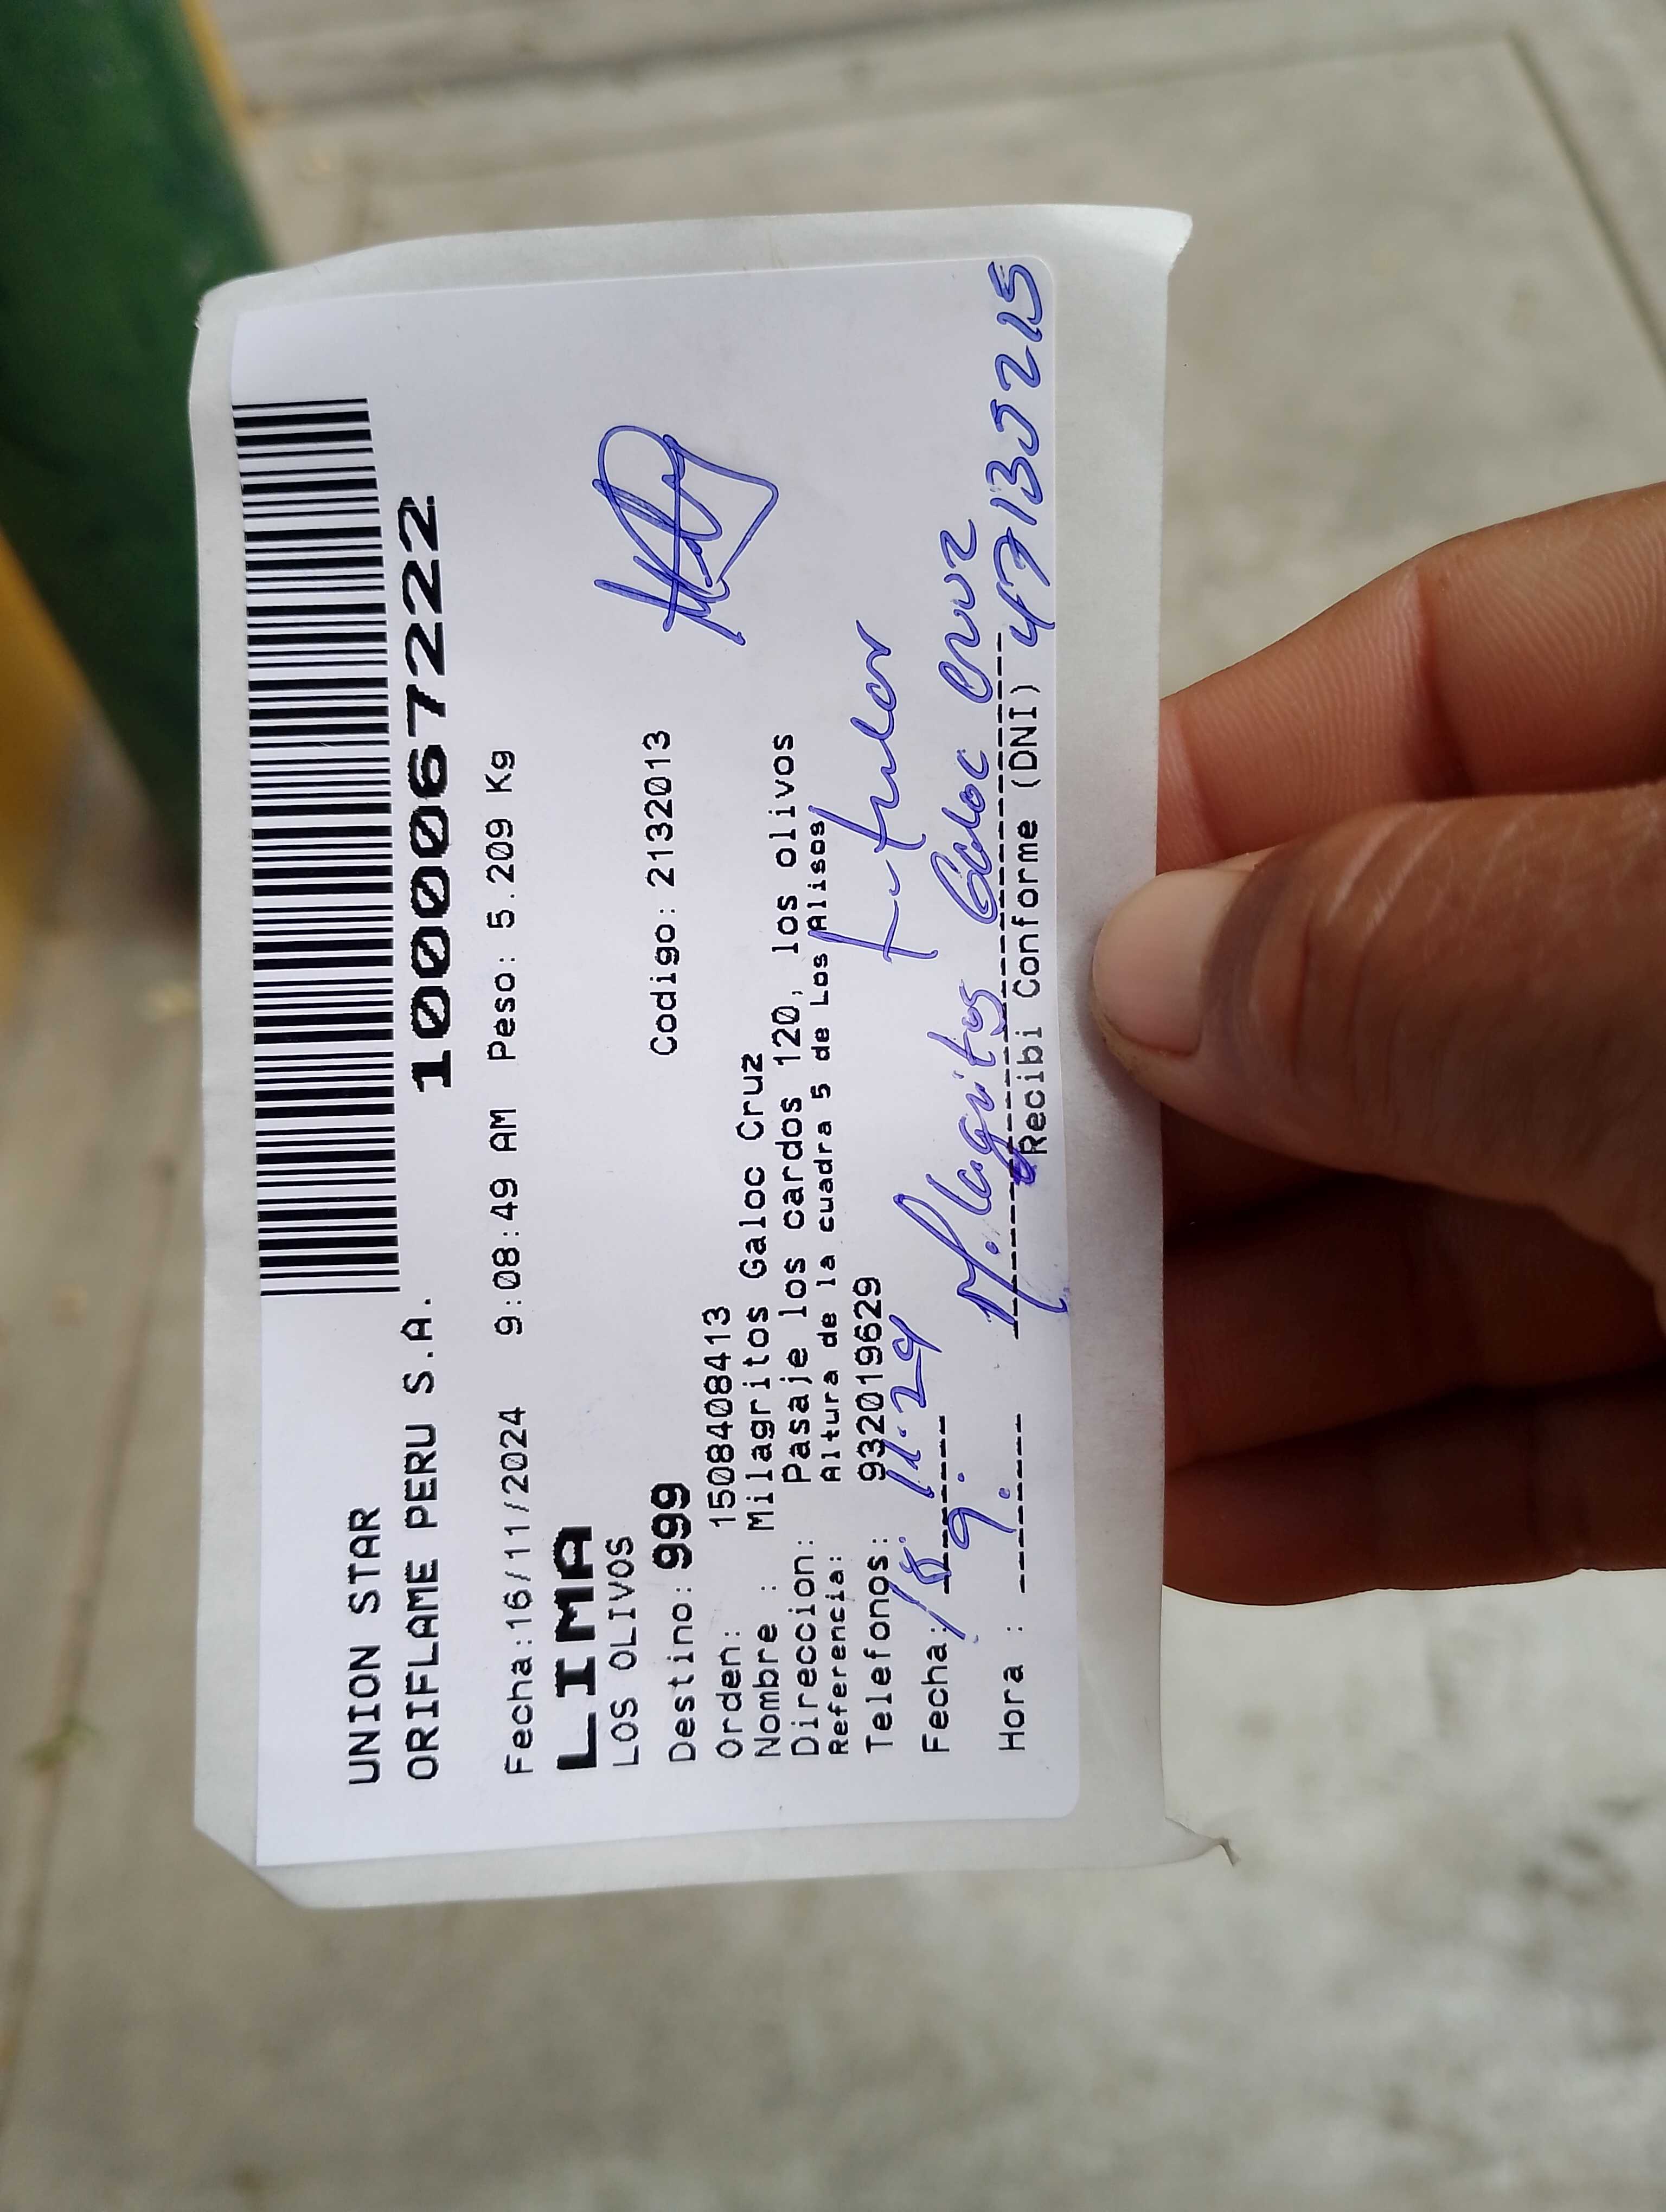 UNION STAR
ORIFLAME PERU S.A.
1000067222
Fecha:16/11/2024 9:08:49 AM Peso: 5.209 Kg
LIMA
LOS OLIVOS
Destino: 999 Codigo: 2132013
Orden: 1508408413
Nombre : Milagritos Galoc Cruz
Direccion: Pasaje los cardos 120, los olivos
Referencia: Altura de la cuadra 5 de Los Alisos
Telefonos: 932019629
titular
Fecha: 18.11.24
Milagritos Galoc Cruz
Hora :
Recibi Conforme (DNI) 47135215